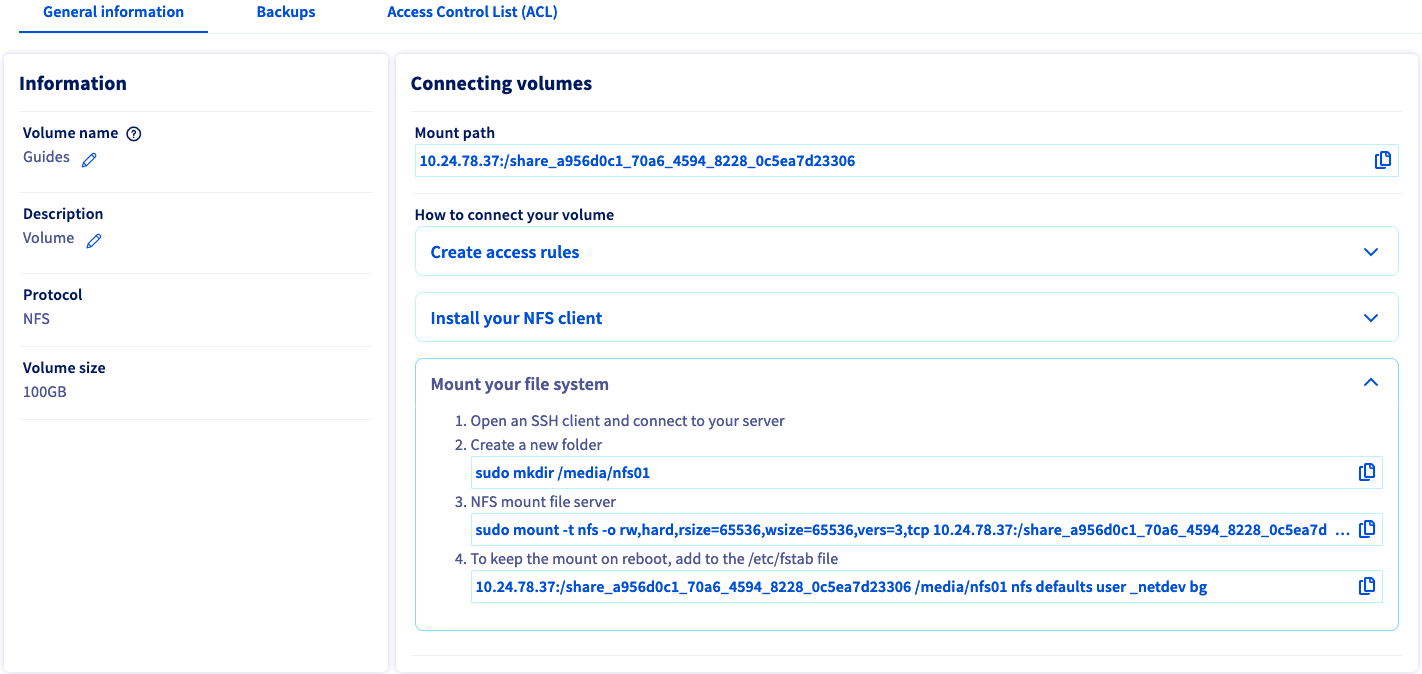 General information
Backups
Access Control List (ACL)
Information
Volume name ?
Guides
Description
Volume
Protocol
NFS
Volume size
100GB
Connecting volumes
Mount path
10.24.78.37:/share_a956d0c1_70a6_4594_8228_0c5ea7d23306
How to connect your volume
Create access rules
Install your NFS client
Mount your file system
1. Open an SSH client and connect to your server
2. Create a new folder
sudo mkdir /media/nfs01
3. NFS mount file server
sudo mount -t nfs -o rw,hard,rsize=65536,wsize=65536,vers=3,tcp 10.24.78.37:/share_a956d0c1_70a6_4594_8228_0c5ea7d ...
4. To keep the mount on reboot, add to the /etc/fstab file
10.24.78.37:/share_a956d0c1_70a6_4594_8228_0c5ea7d23306 /media/nfs01 nfs defaults user _netdev bg